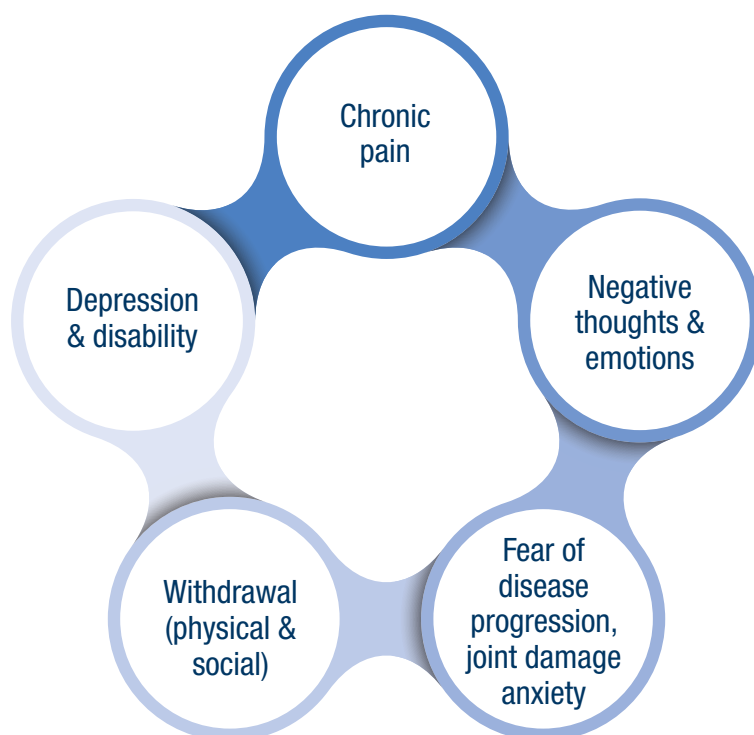 Chronic
pain
Negative
thoughts &
emotions
Fear of
disease
progression,
joint damage
anxiety
Withdrawal
(physical &
social)
Depression
& disability